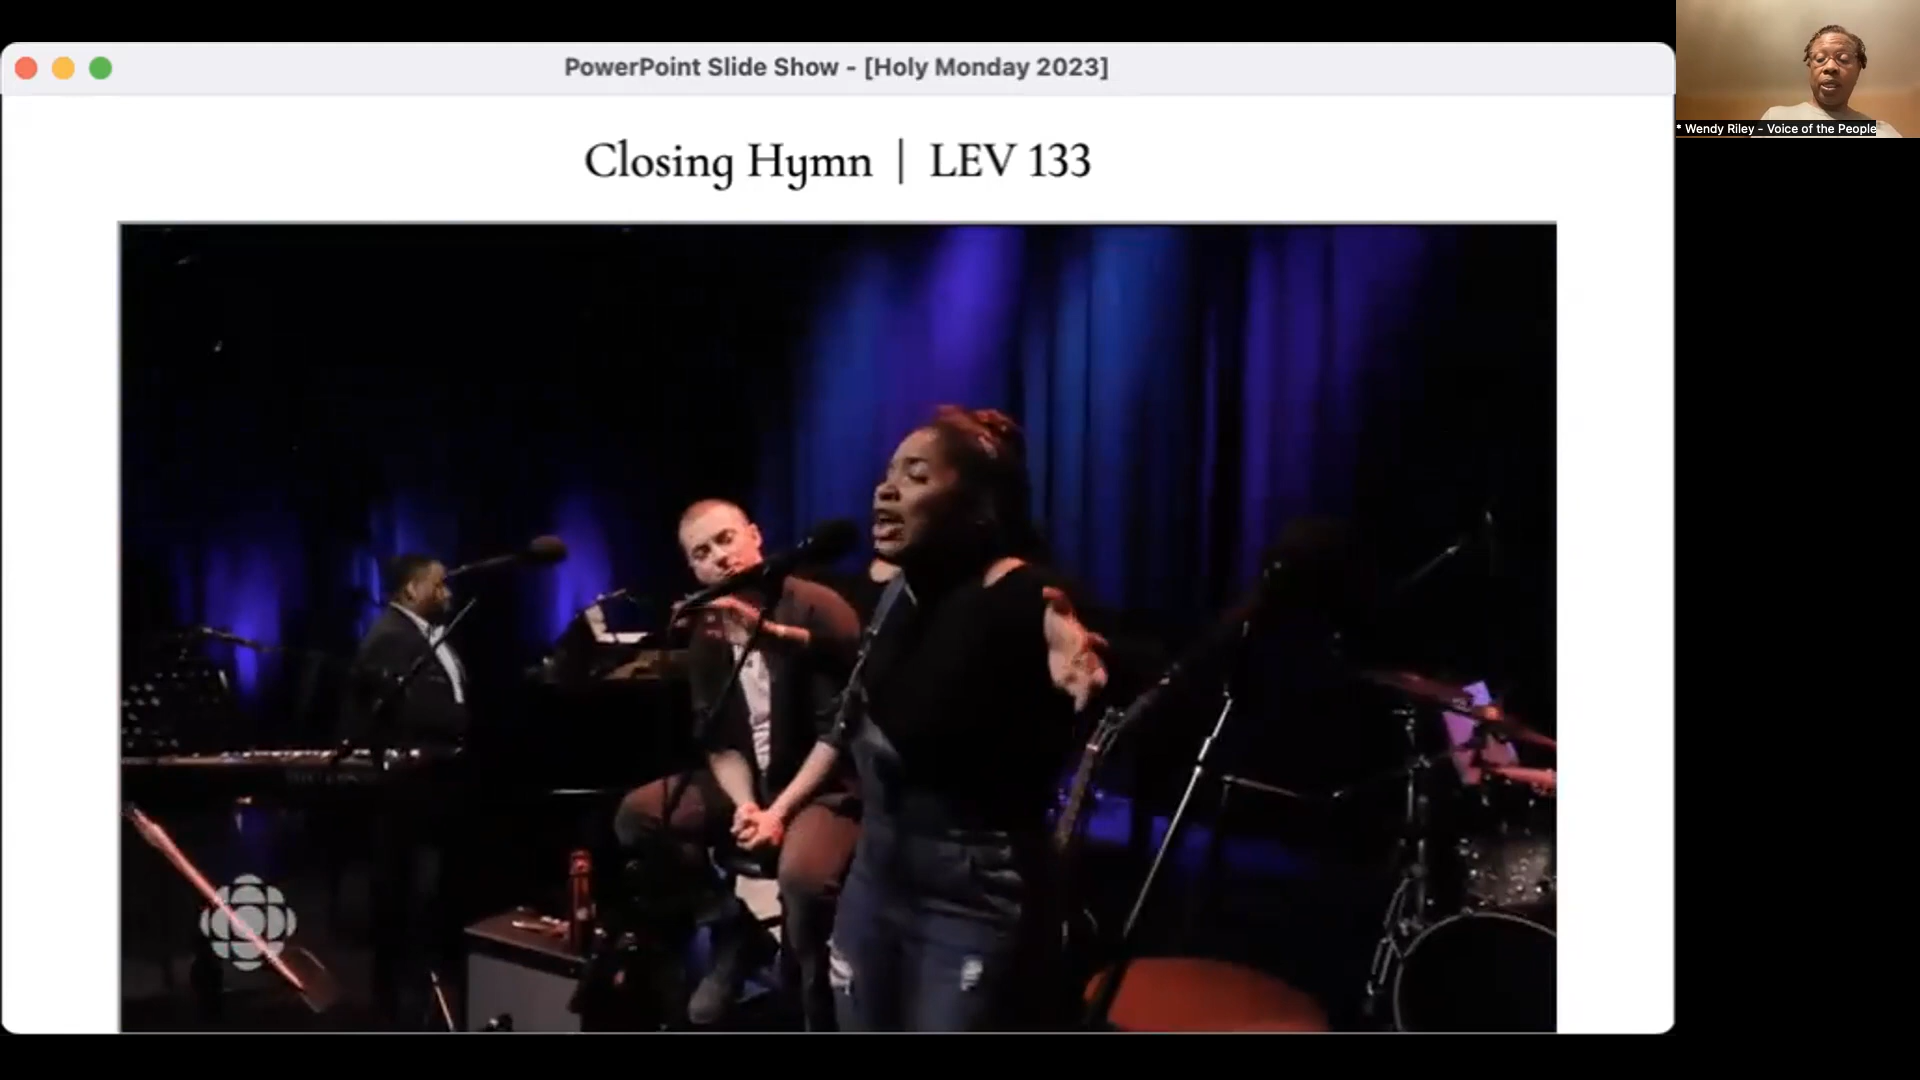 PowerPoint Slide Show - [Holy Monday 2023]
Closing Hymn | LEV 133
* Wendy Riley - Voice of the People